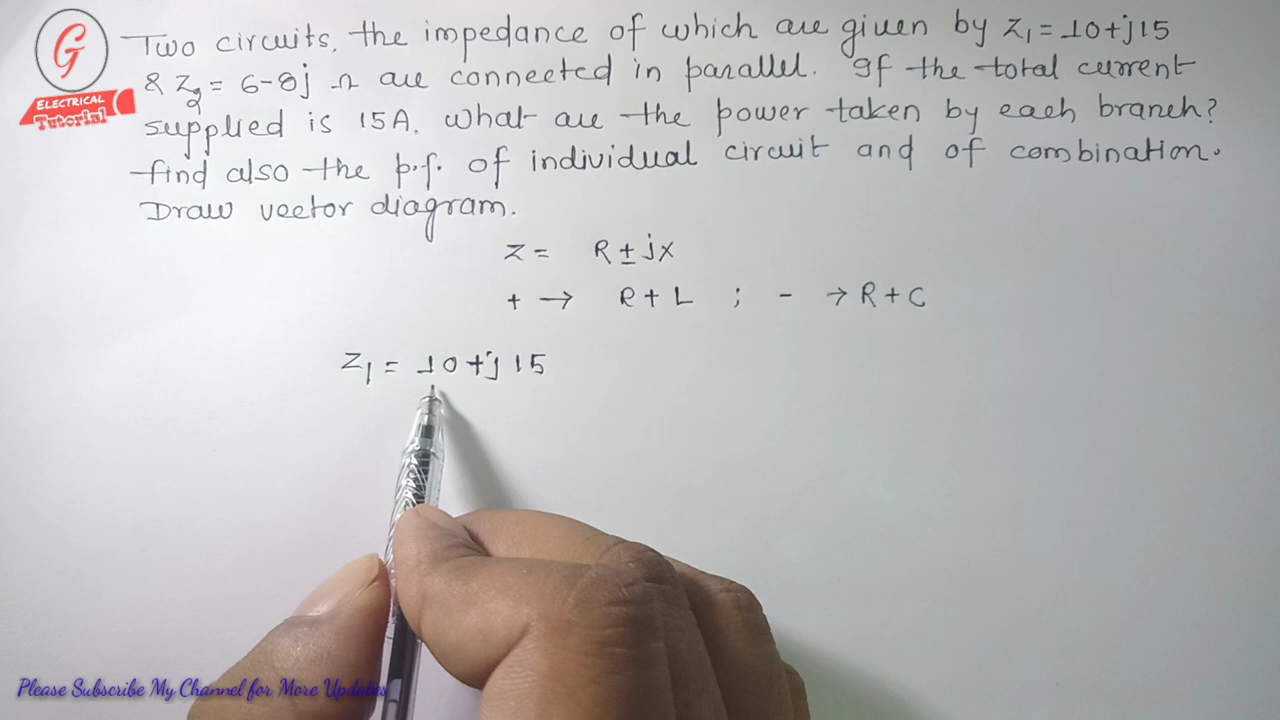 G
ELECTRICAL
Tutorial
Two circuits, the impedance of which are given by Z₁ = 10+j15
& Z₂ = 6-8j Ω are connected in parallel. If the total current
supplied is 15A. What are the power taken by each branch?
find also the p.f. of individual circuit and of combination.
Draw vector diagram.
Z = R ± jX
+ → R + L ; - → R + C
Z₁ = 10+j15
Please Subscribe My Channel for More Updates